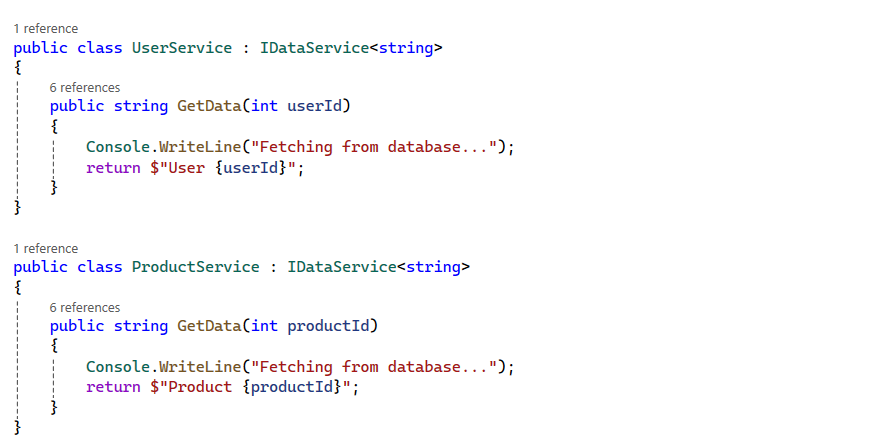 1 reference
public class UserService : IDataService<string>
{
6 references
public string GetData(int userId)
{
Console.WriteLine("Fetching from database...");
return $"User {userId}";
}
}
1 reference
public class ProductService : IDataService<string>
{
6 references
public string GetData(int productId)
{
Console.WriteLine("Fetching from database...");
return $"Product {productId}";
}
}